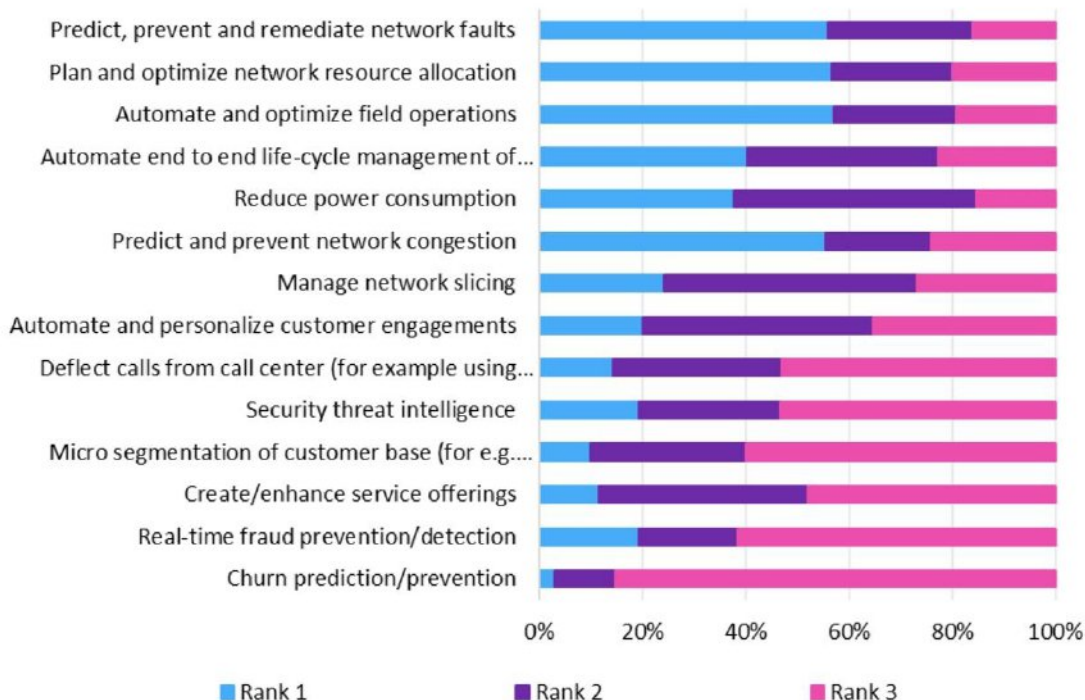 Predict, prevent and remediate network faults
Plan and optimize network resource allocation
Automate and optimize field operations
Automate end to end life-cycle management of...
Reduce power consumption
Predict and prevent network congestion
Manage network slicing
Automate and personalize customer engagements
Deflect calls from call center (for example using...
Security threat intelligence
Micro segmentation of customer base (for e.g....
Create/enhance service offerings
Real-time fraud prevention/detection
Churn prediction/prevention
0% 20% 40% 60% 80% 100%
Rank 1 Rank 2 Rank 3